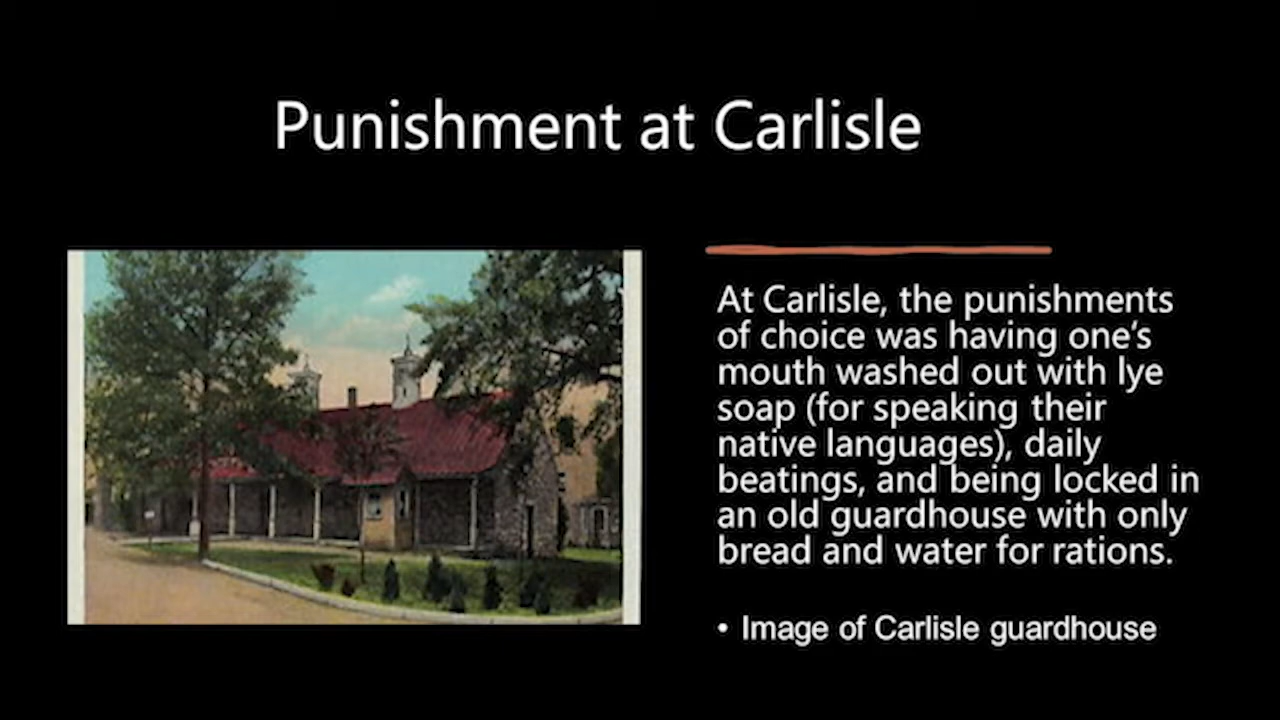 Punishment at Carlisle
At Carlisle, the punishments
of choice was having one’s
mouth washed out with lye
soap (for speaking their
native languages), daily
beatings, and being locked in
an old guardhouse with only
bread and water for rations.
• Image of Carlisle guardhouse